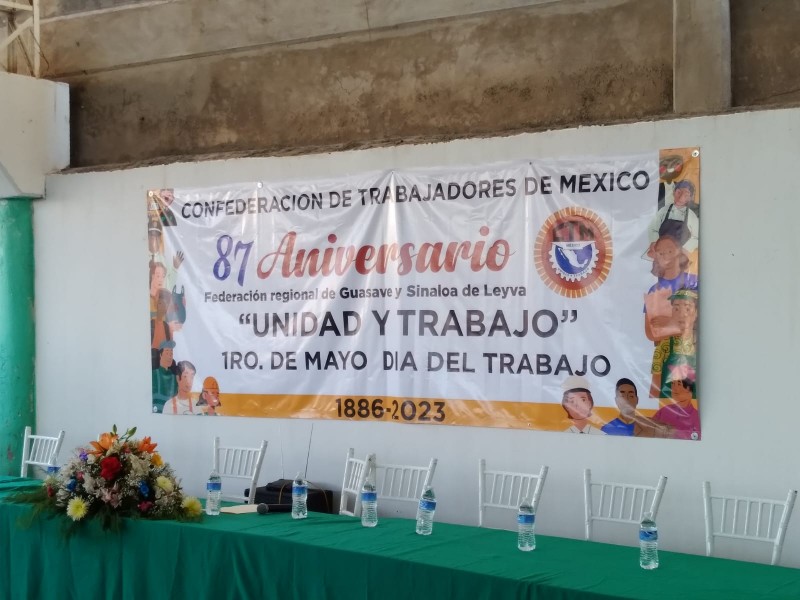 CONFEDERACION DE TRABAJADORES DE MEXICO
87 Aniversario
Federación regional de Guasave y Sinaloa de Leyva
"UNIDAD Y TRABAJO"
1RO. DE MAYO DIA DEL TRABAJO
1886-2023